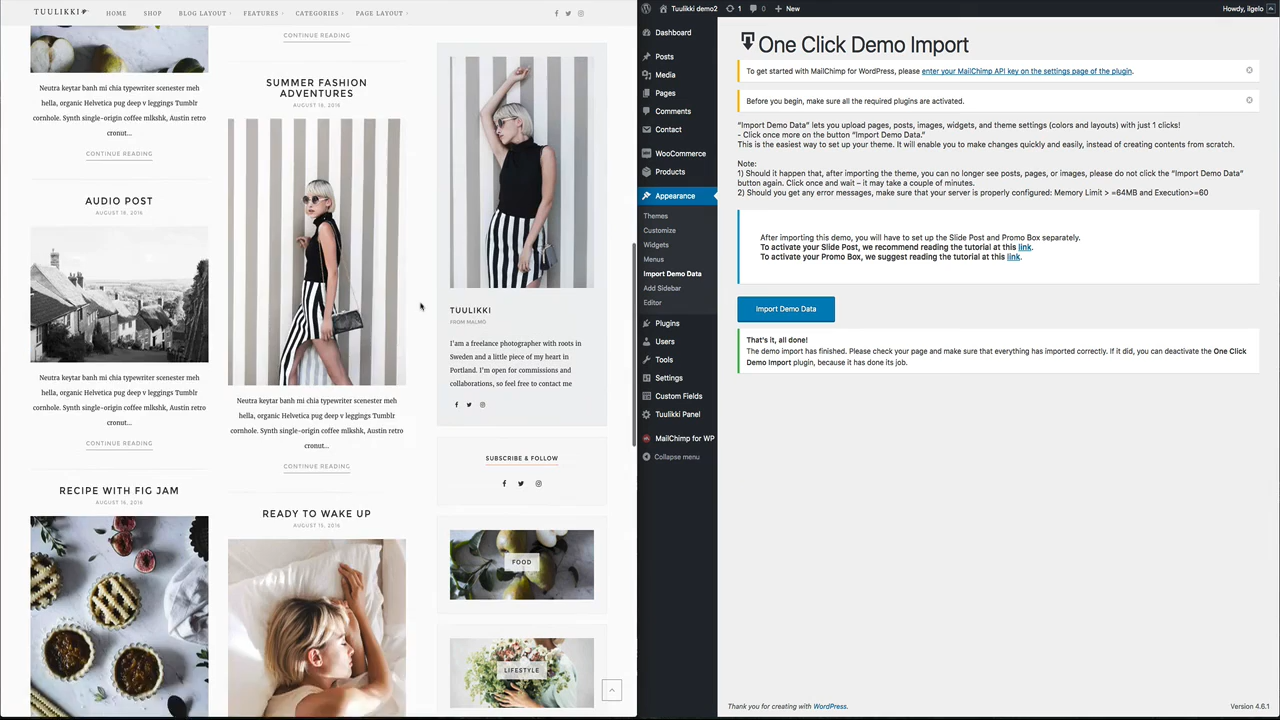 TUULIKKI
HOME
SHOP
BLOG LAYOUT
FEATURES
CATEGORIES
PAGE LAYOUT
Neutra keytar banh mi chia typewriter scenester meh
hella, organic Helvetica pug deep v leggings Tumblr
cornhole. Synth single-origin coffee mlkshk, Austin retro
cronut...
CONTINUE READING
AUDIO POST
AUGUST 18, 2016
Neutra keytar banh mi chia typewriter scenester meh
hella, organic Helvetica pug deep v leggings Tumblr
cornhole. Synth single-origin coffee mlkshk, Austin retro
cronut...
CONTINUE READING
RECIPE WITH FIG JAM
AUGUST 16, 2016
CONTINUE READING
SUMMER FASHION
ADVENTURES
AUGUST 18, 2016
Neutra keytar banh mi chia typewriter scenester meh
hella, organic Helvetica pug deep v leggings Tumblr
cornhole. Synth single-origin coffee mlkshk, Austin retro
cronut...
CONTINUE READING
READY TO WAKE UP
AUGUST 15, 2016
TUULIKKI
FROM MALMÖ
I'am a freelance photographer with roots in
Sweden and a little piece of my heart in
Portland. I'm open for commissions and
collaborations, so feel free to contact me
SUBSCRIBE & FOLLOW
FOOD
LIFESTYLE
Tuulikki demo2
1
0
New
Howdy, ilgelo
Dashboard
Posts
Media
Pages
Comments
Contact
WooCommerce
Products
Appearance
Themes
Customize
Widgets
Menus
Import Demo Data
Add Sidebar
Editor
Plugins
Users
Tools
Settings
Custom Fields
Tuulikki Panel
MailChimp for WP
Collapse menu
One Click Demo Import
To get started with MailChimp for WordPress, please enter your MailChimp API key on the settings page of the plugin.
Before you begin, make sure all the required plugins are activated.
“Import Demo Data” lets you upload pages, posts, images, widgets, and theme settings (colors and layouts) with just 1 clicks!
- Click once more on the button “Import Demo Data.”
This is the easiest way to set up your theme. It will enable you to make changes quickly and easily, instead of creating contents from scratch.
Note:
1) Should it happen that, after importing the theme, you can no longer see posts, pages, or images, please do not click the “Import Demo Data”
button again. Click once and wait – it may take a couple of minutes.
2) Should you get any error messages, make sure that your server is properly configured: Memory Limit > =64MB and Execution>=60
After importing this demo, you will have to set up the Slide Post and Promo Box separately.
To activate your Slide Post, we recommend reading the tutorial at this link.
To activate your Promo Box, we suggest reading the tutorial at this link.
Import Demo Data
That's it, all done!
The demo import has finished. Please check your page and make sure that everything has imported correctly. If it did, you can deactivate the One Click
Demo Import plugin, because it has done its job.
Thank you for creating with WordPress.
Version 4.6.1